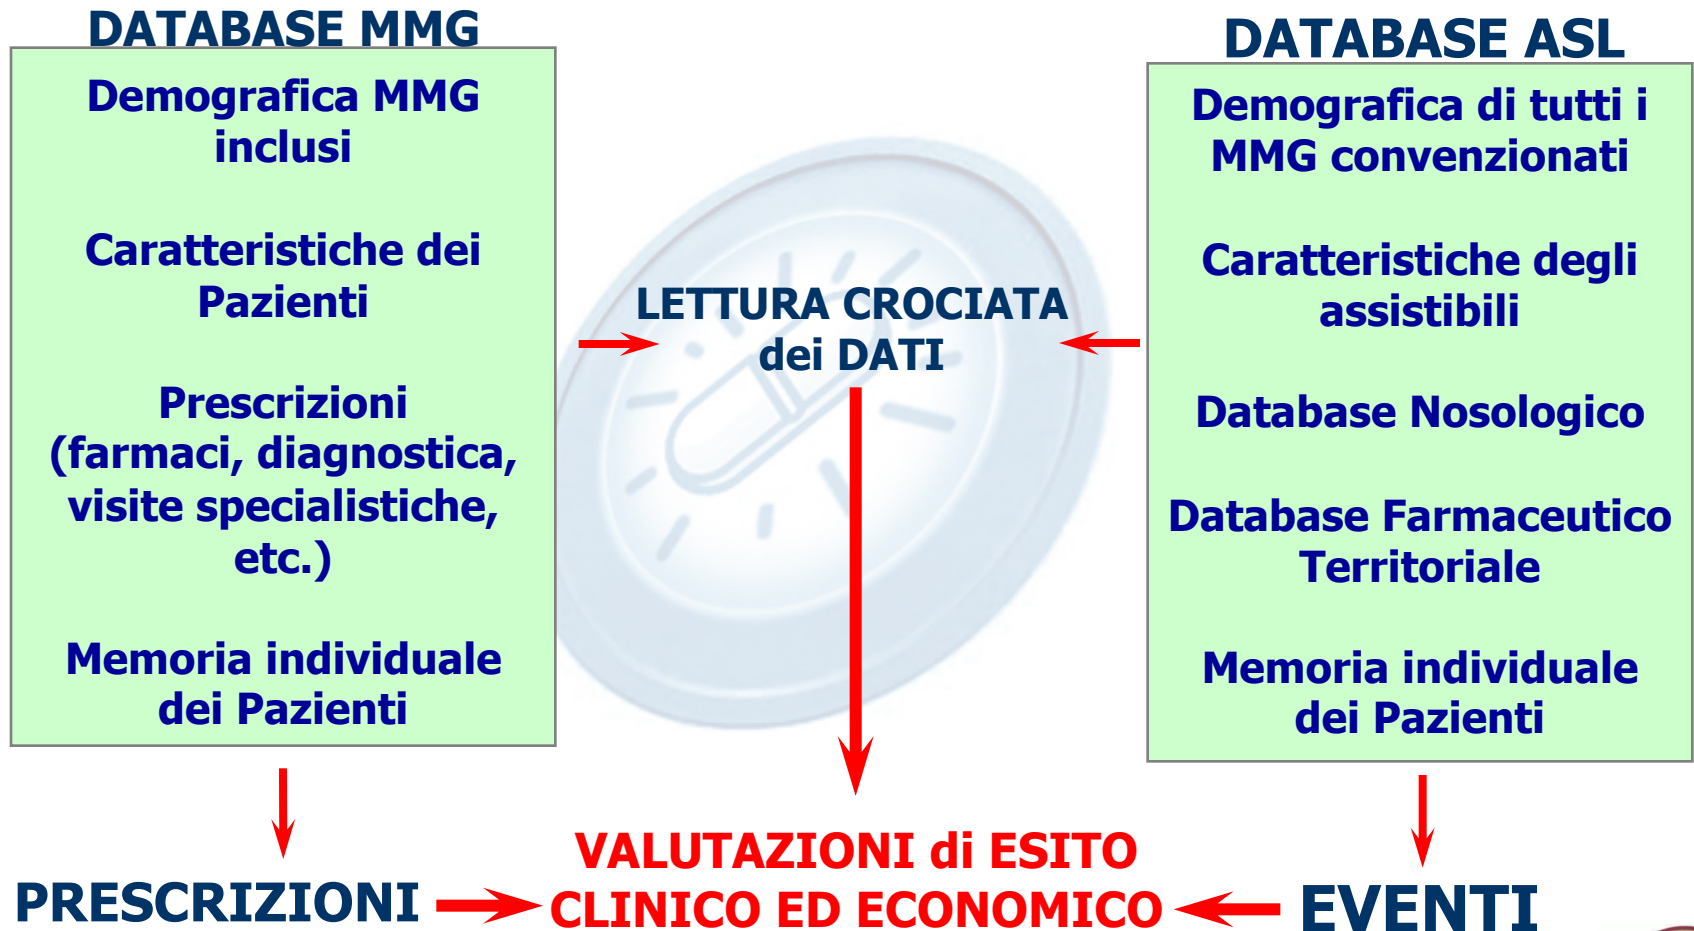 DATABASE MMG
Demografica MMG
inclusi
Caratteristiche dei
Pazienti
Prescrizioni
(farmaci, diagnostica,
visite specialistiche,
etc.)
Memoria individuale
dei Pazienti
PRESCRIZIONI
LETTURA CROCIATA
dei DATI
VALUTAZIONI di ESITO
CLINICO ED ECONOMICO
DATABASE ASL
Demografica di tutti i
MMG convenzionati
Caratteristiche degli
assistibili
Database Nosologico
Database Farmaceutico
Territoriale
Memoria individuale
dei Pazienti
EVENTI